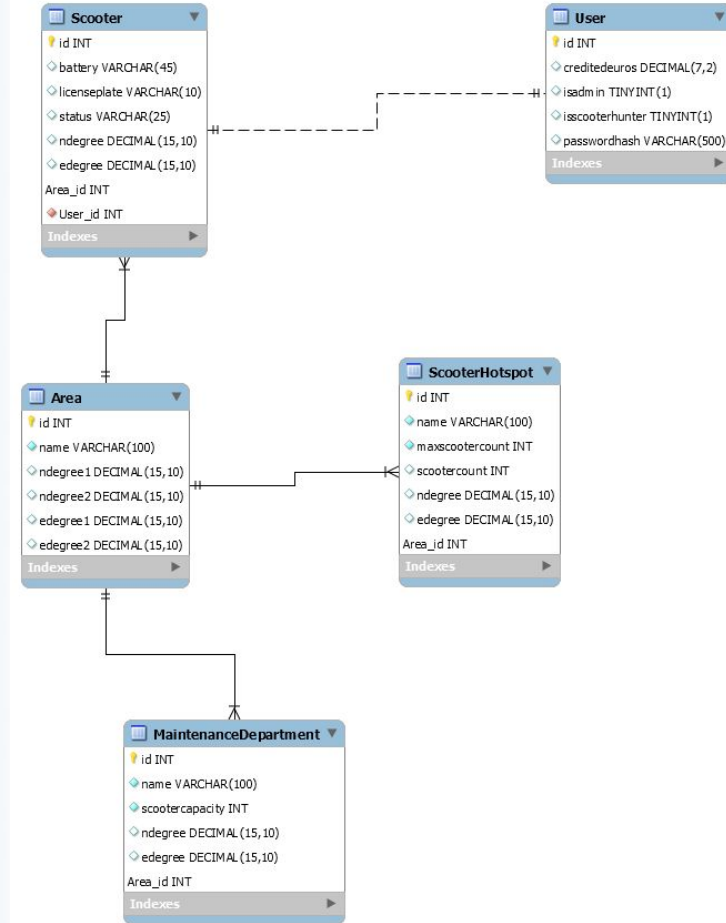 Scooter
id INT
battery VARCHAR(45)
licenseplate VARCHAR(10)
status VARCHAR(25)
ndegree DECIMAL(15,10)
edegree DECIMAL(15,10)
Area_id INT
User_id INT
Indexes
User
id INT
creditedeuros DECIMAL(7,2)
isadmin TINYINT(1)
isscooterhunter TINYINT(1)
passwordhash VARCHAR(500)
Indexes
Area
id INT
name VARCHAR(100)
ndegree1 DECIMAL(15,10)
ndegree2 DECIMAL(15,10)
edegree1 DECIMAL(15,10)
edegree2 DECIMAL(15,10)
Indexes
ScooterHotspot
id INT
name VARCHAR(100)
maxscootercount INT
scootercount INT
ndegree DECIMAL(15,10)
edegree DECIMAL(15,10)
Area_id INT
Indexes
MaintenanceDepartment
id INT
name VARCHAR(100)
scootercapacity INT
ndegree DECIMAL(15,10)
edegree DECIMAL(15,10)
Area_id INT
Indexes